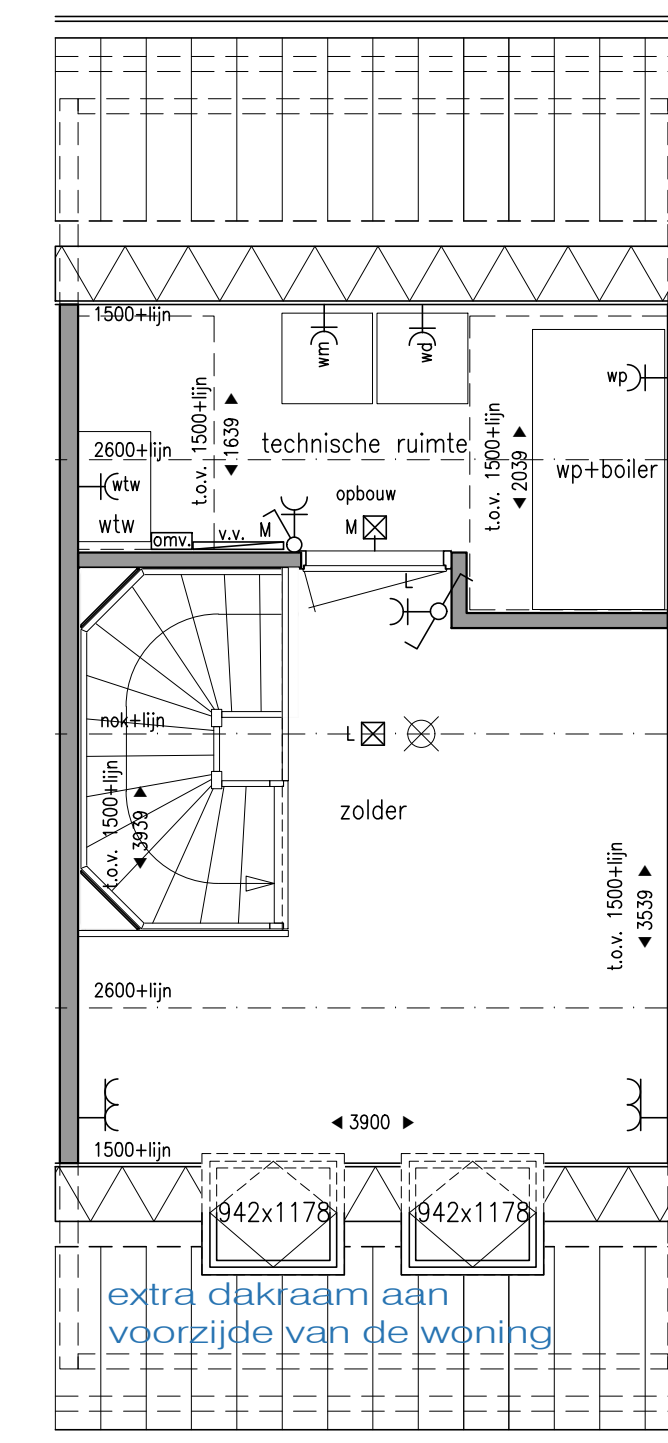 1500+lijn
wm
wd
wp
t.o.v. 1500+lijn
1639
technische ruimte
t.o.v. 1500+lijn
2039
wp+boiler
2600+lijn
wtw
wtw
opbouw
omv.
v.v.
M
M
L
nok+lijn
L
zolder
t.o.v. 1500+lijn
3939
t.o.v. 1500+lijn
3539
2600+lijn
3900
1500+lijn
942x1178
942x1178
extra dakraam aan
voorzijde van de woning